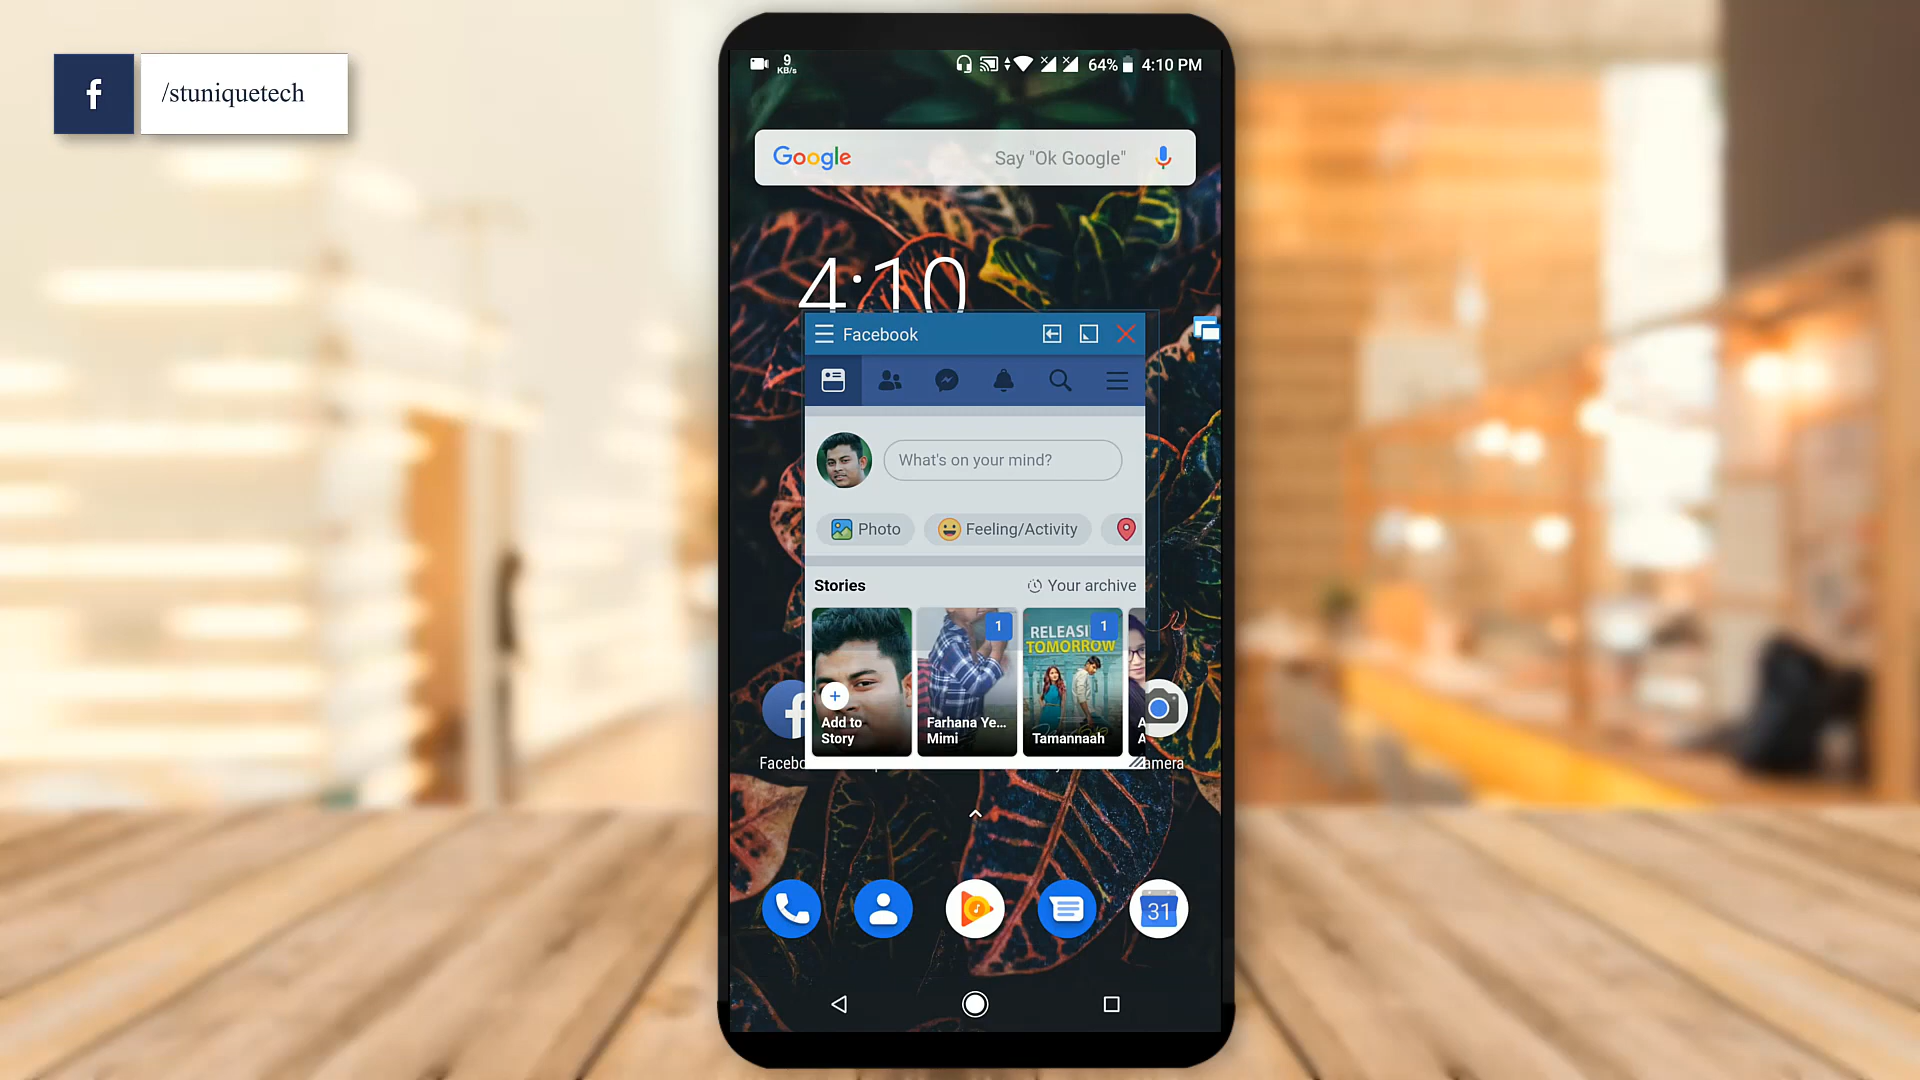 f /stuniquetech
9 KB/s 64% 4:10 PM
Google Say "Ok Google"
4:10
Facebook
What's on your mind?
Photo Feeling/Activity
Stories Your archive
1 RELEASI 1
TOMORROW
Add to Story
Farhana Ye... Mimi
Tamannaah
A
A
Facebo amera
31